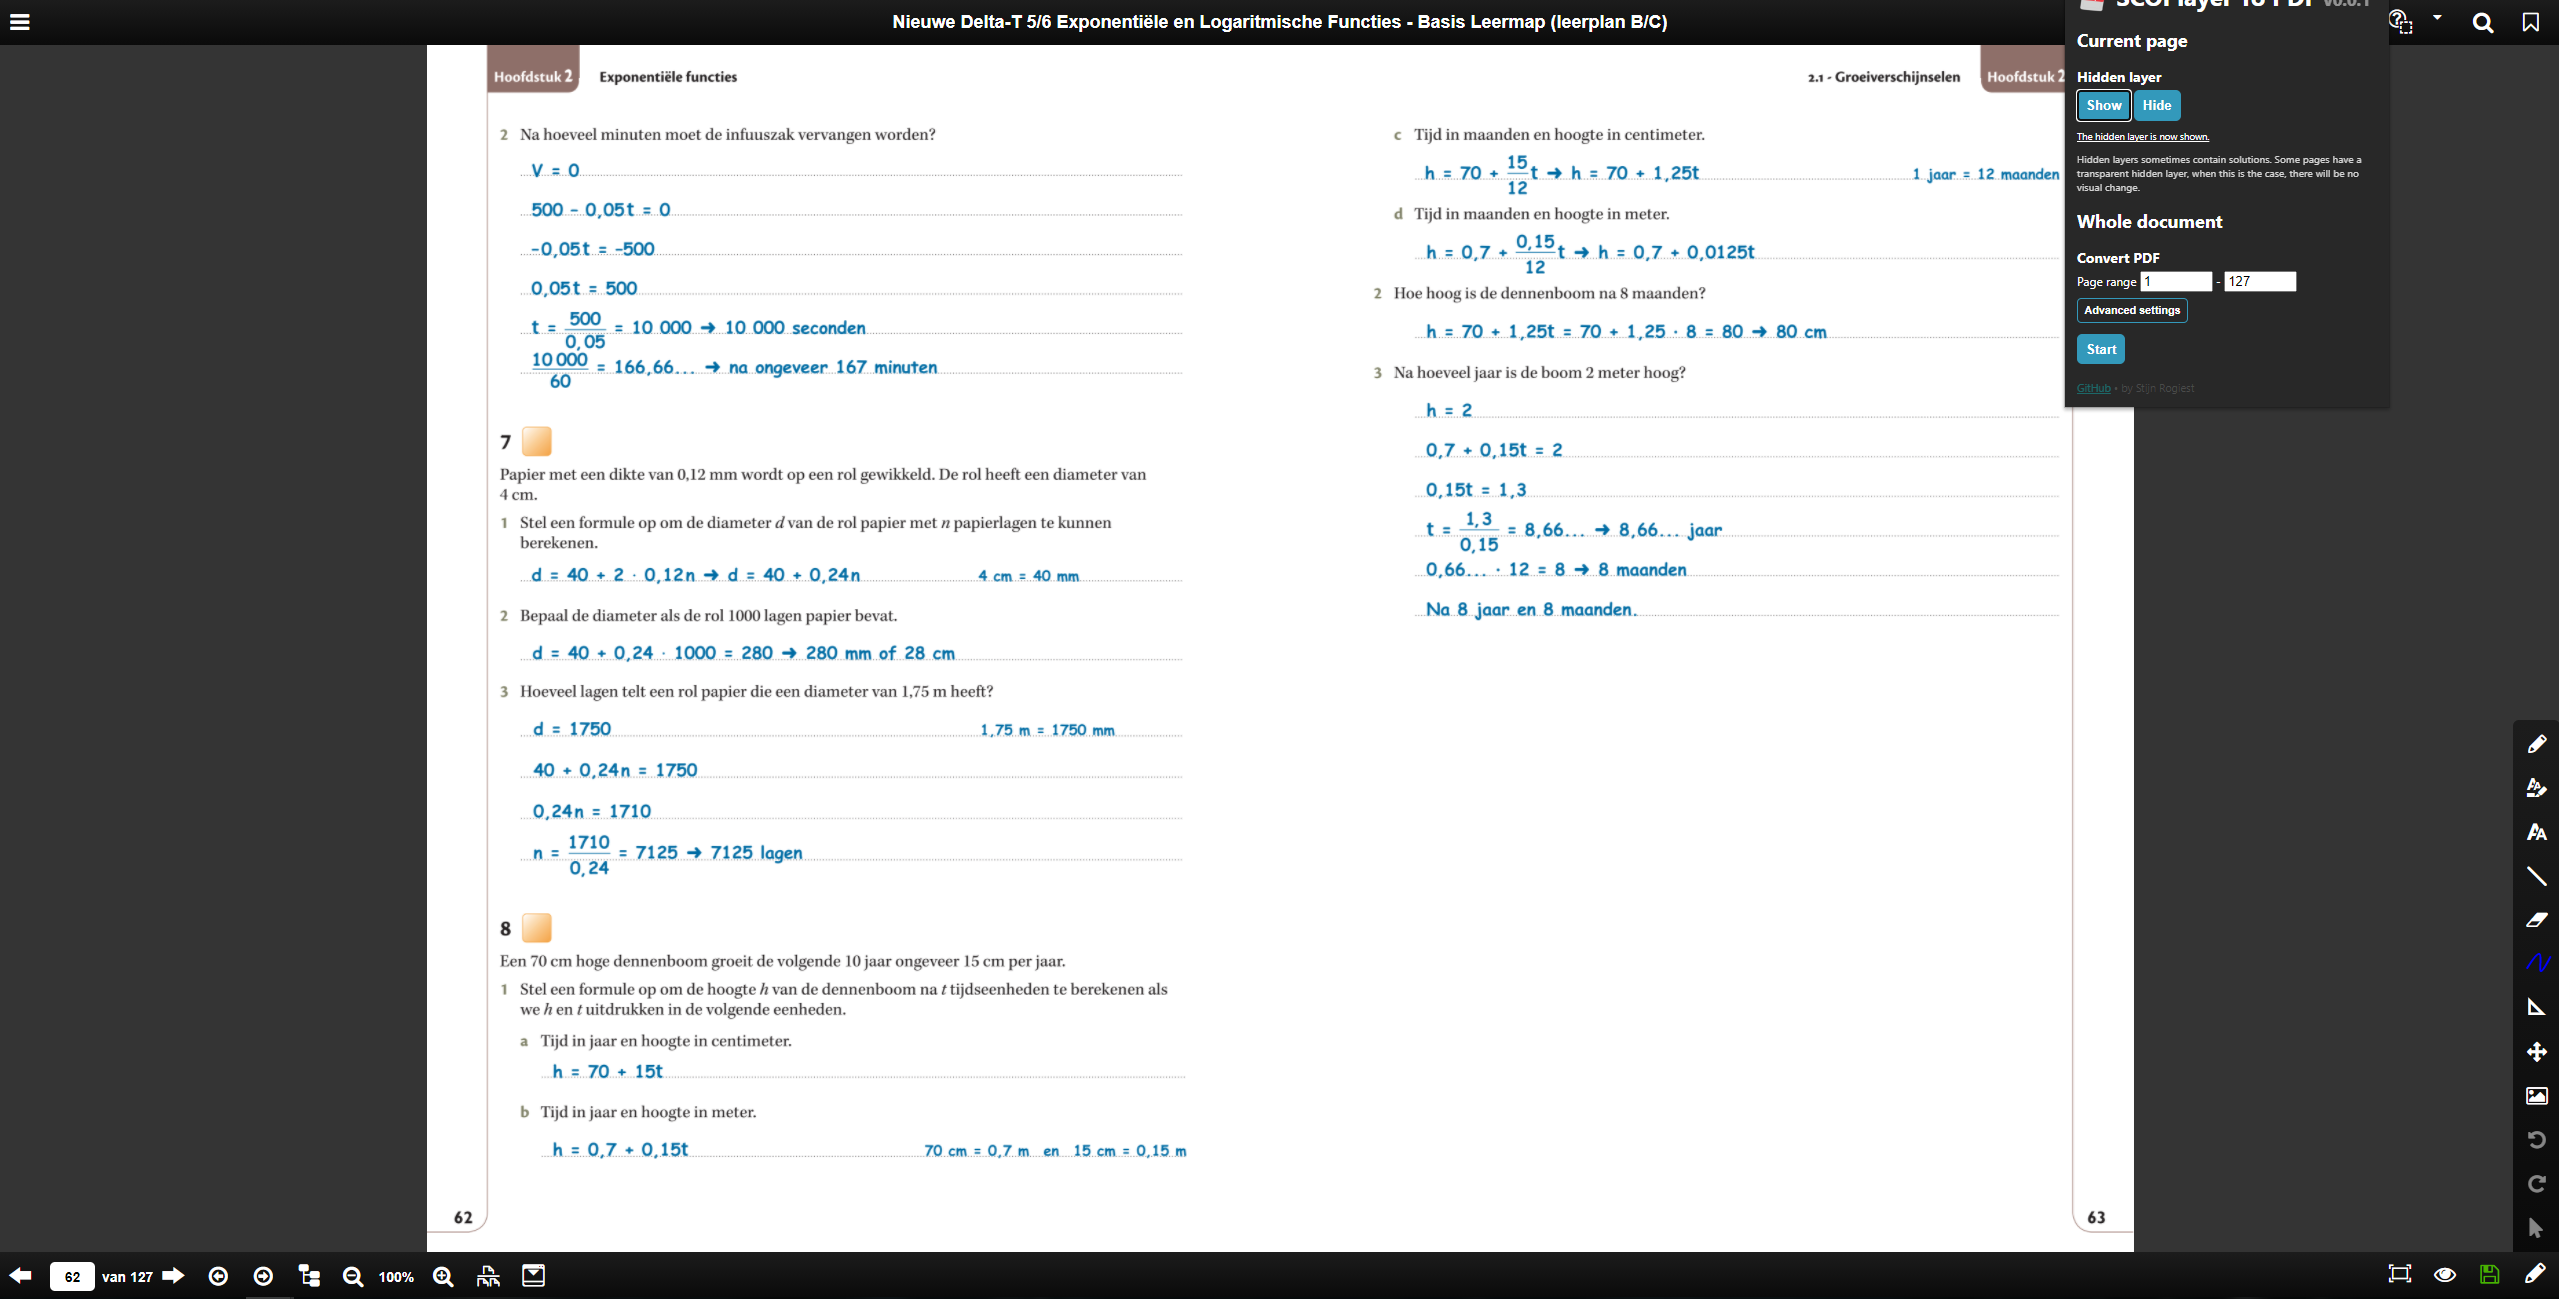 Nieuwe Delta-T 5/6 Exponentiële en Logaritmische Functies - Basis Leermap (leerplan B/C)
Hoofdstuk 2
Exponentiële functies
2 Na hoeveel minuten moet de infuuszak vervangen worden?
V = 0
500 - 0,05t = 0
-0,05t = -500
0,05t = 500
t = 500/0,05 = 10 000 → 10 000 seconden
10 000/60 = 166,66... → na ongeveer 167 minuten
7
Papier met een dikte van 0,12 mm wordt op een rol gewikkeld. De rol heeft een diameter van
4 cm.
1 Stel een formule op om de diameter d van de rol papier met n papierlagen te kunnen
berekenen.
d = 40 + 2 · 0,12n → d = 40 + 0,24n 4 cm = 40 mm
2 Bepaal de diameter als de rol 1000 lagen papier bevat.
d = 40 + 0,24 · 1000 = 280 → 280 mm of 28 cm
3 Hoeveel lagen telt een rol papier die een diameter van 1,75 m heeft?
d = 1750 1,75 m = 1750 mm
40 + 0,24n = 1750
0,24n = 1710
n = 1710/0,24 = 7125 → 7125 lagen
8
Een 70 cm hoge dennenboom groeit de volgende 10 jaar ongeveer 15 cm per jaar.
1 Stel een formule op om de hoogte h van de dennenboom na t tijdseenheden te berekenen als
we h en t uitdrukken in de volgende eenheden.
a Tijd in jaar en hoogte in centimeter.
h = 70 + 15t
b Tijd in jaar en hoogte in meter.
h = 0,7 + 0,15t 70 cm = 0,7 m en 15 cm = 0,15 m
62
2.1 - Groeiverschijnselen
Hoofdstuk 2
c Tijd in maanden en hoogte in centimeter.
h = 70 + 15/12 t → h = 70 + 1,25t 1 jaar = 12 maanden
d Tijd in maanden en hoogte in meter.
h = 0,7 + 0,15/12 t → h = 0,7 + 0,0125t
2 Hoe hoog is de dennenboom na 8 maanden?
h = 70 + 1,25t = 70 + 1,25 · 8 = 80 → 80 cm
3 Na hoeveel jaar is de boom 2 meter hoog?
h = 2
0,7 + 0,15t = 2
0,15t = 1,3
t = 1,3/0,15 = 8,66... → 8,66... jaar
0,66... · 12 = 8 → 8 maanden
Na 8 jaar en 8 maanden.
63
Current page
Hidden layer
Show Hide
The hidden layer is now shown.
Hidden layers sometimes contain solutions. Some pages have a
transparent hidden layer, when this is the case, there will be no
visual change.
Whole document
Convert PDF
Page range 1 - 127
Advanced settings
Start
GitHub • by Stijn Rogiest
62 van 127
100%